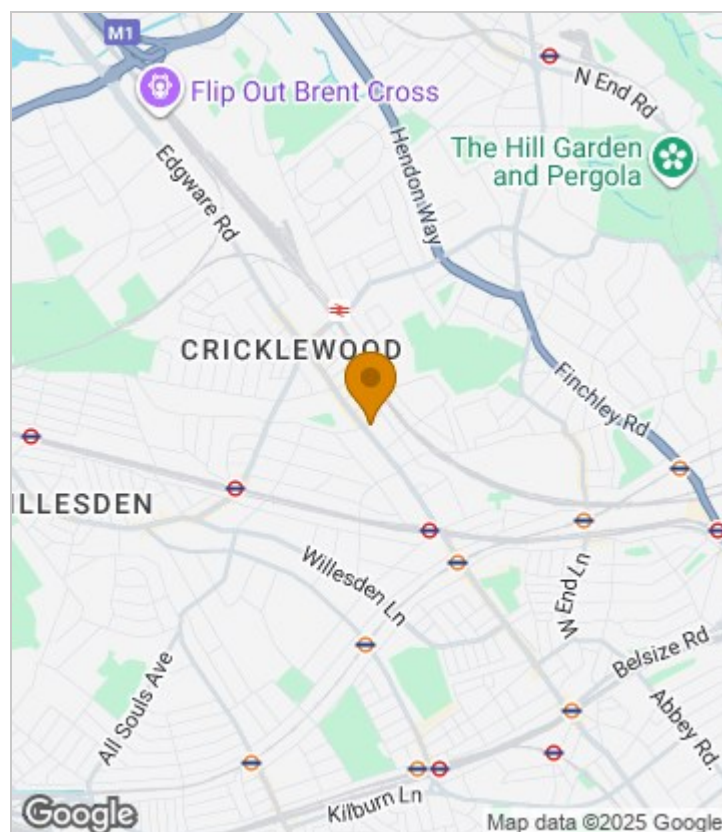 M1
Flip Out Brent Cross
N End Rd
The Hill Garden
and Pergola
Hendon Way
Edgware Rd
CRICKLEWOOD
Finchley Rd
ILLESDEN
Willesden Ln
W End Ln
Belsize Rd
All Souls Ave
Abbey Rd.
Kilburn Ln
Google
Map data ©2025 Google